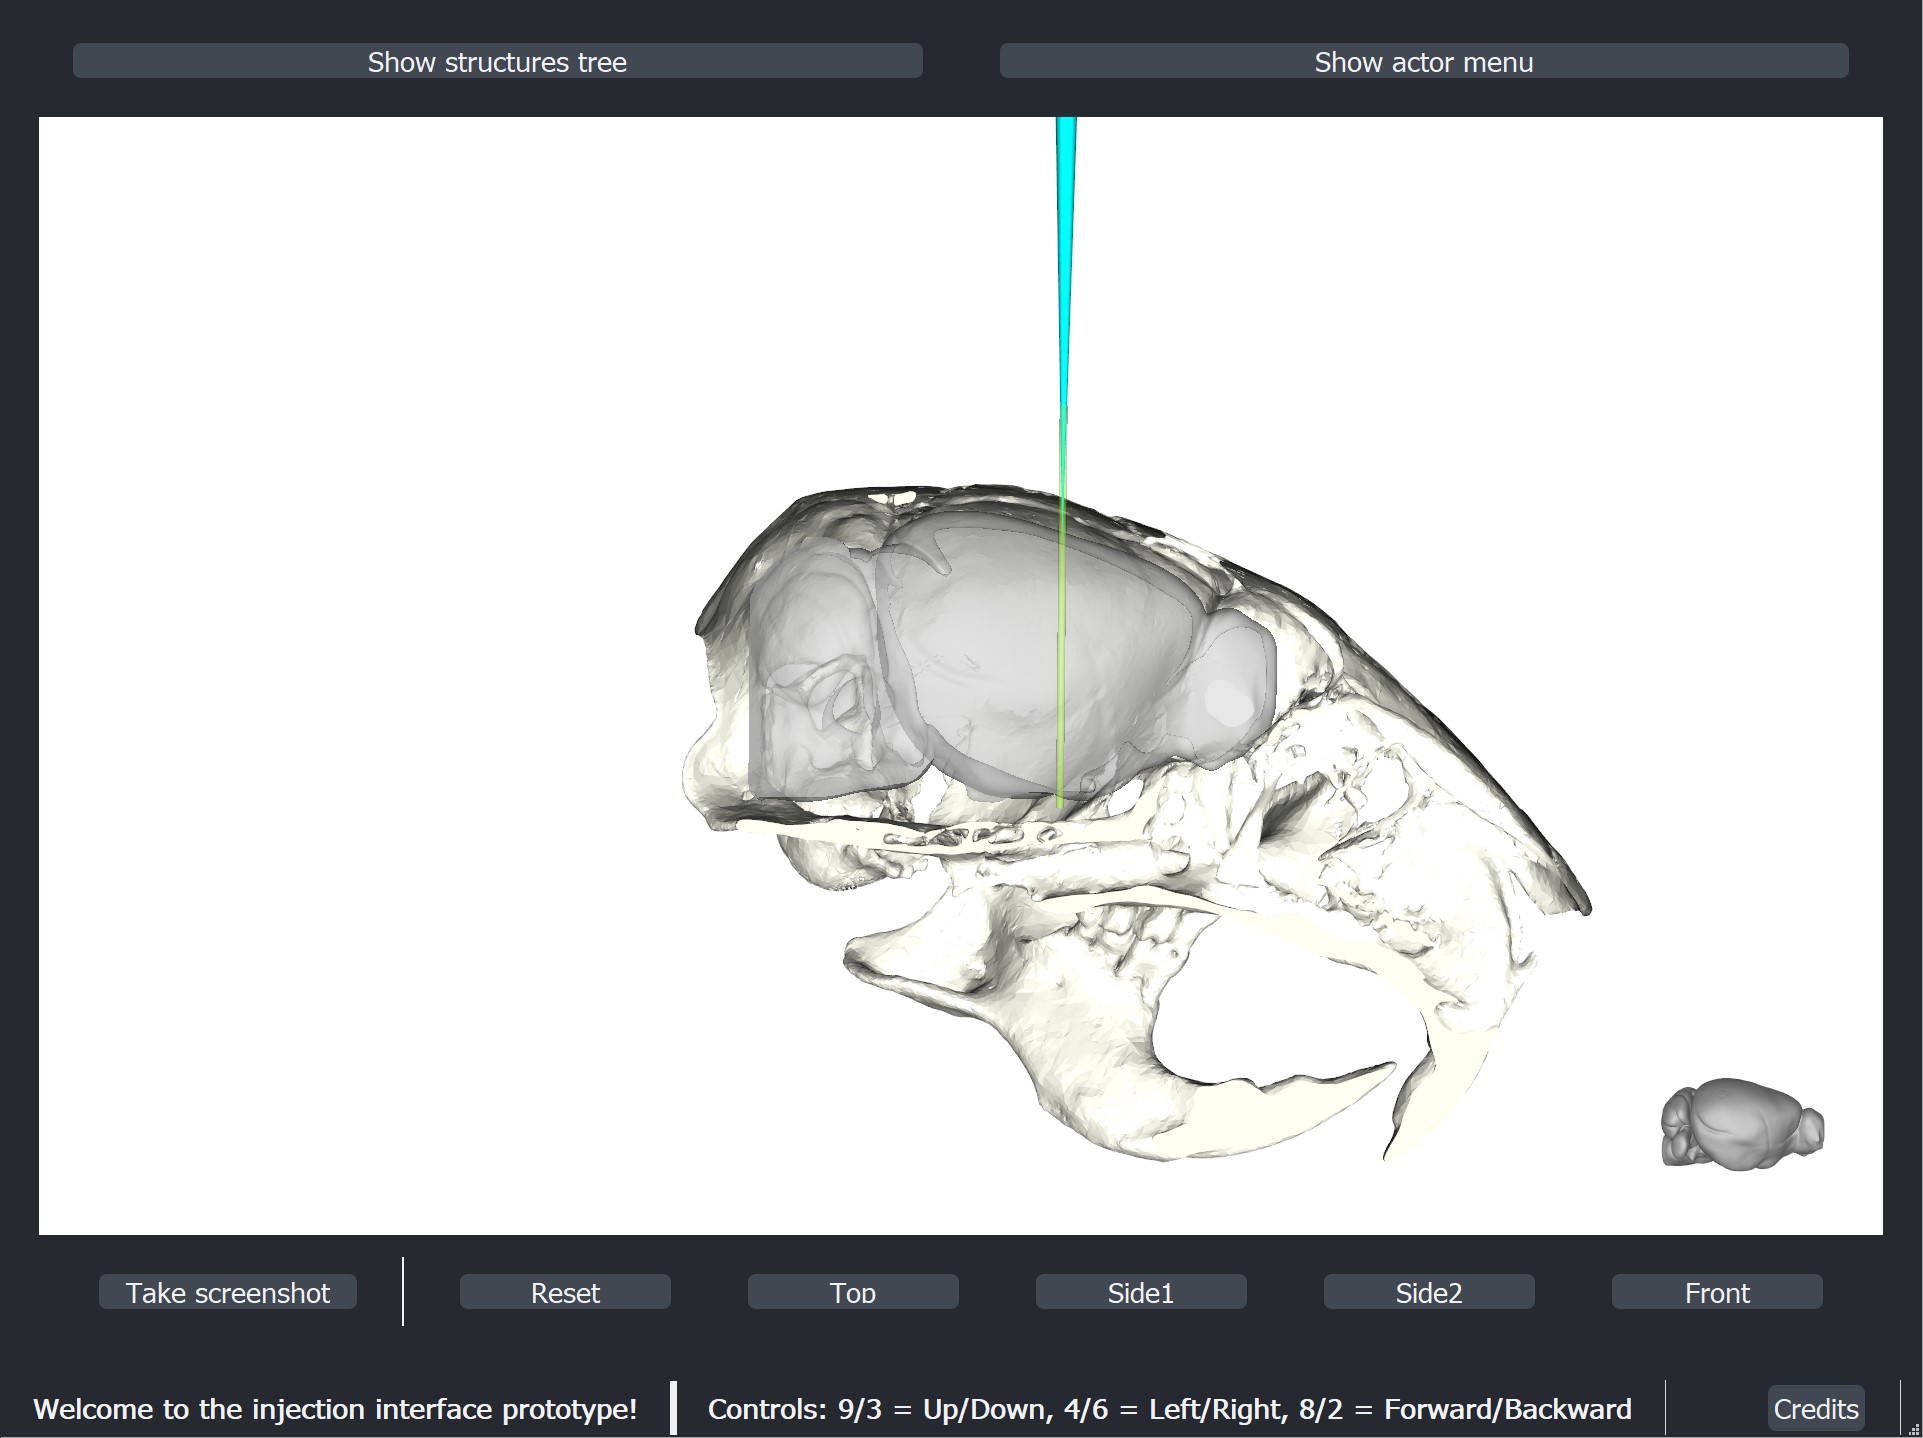 Show structures tree
Show actor menu
Take screenshot
Reset
Top
Side1
Side2
Front
Welcome to the injection interface prototype!
Controls: 9/3 = Up/Down, 4/6 = Left/Right, 8/2 = Forward/Backward
Credits